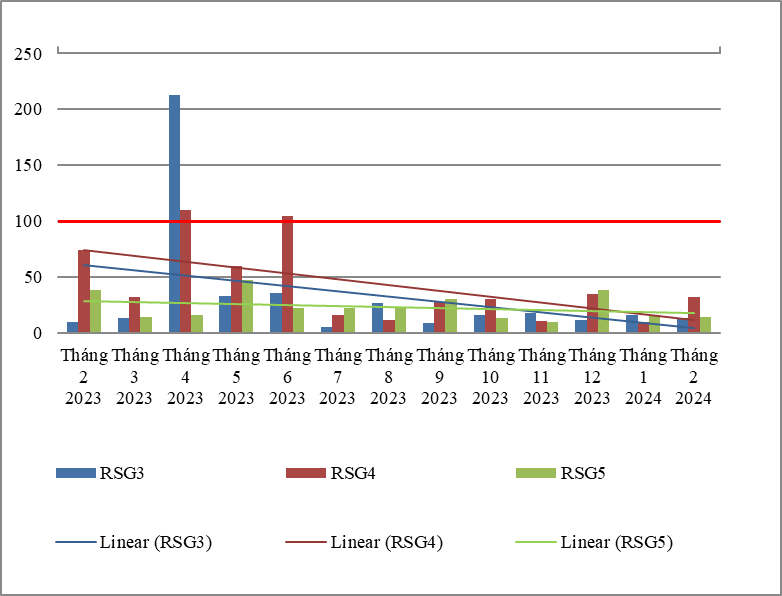 250
200
150
100
50
0
Tháng Tháng Tháng Tháng Tháng Tháng Tháng Tháng Tháng Tháng Tháng Tháng Tháng
2 3 4 5 6 7 8 9 10 11 12 1 2
2023 2023 2023 2023 2023 2023 2023 2023 2023 2023 2023 2024 2024
RSG3 RSG4 RSG5
Linear (RSG3) Linear (RSG4) Linear (RSG5)